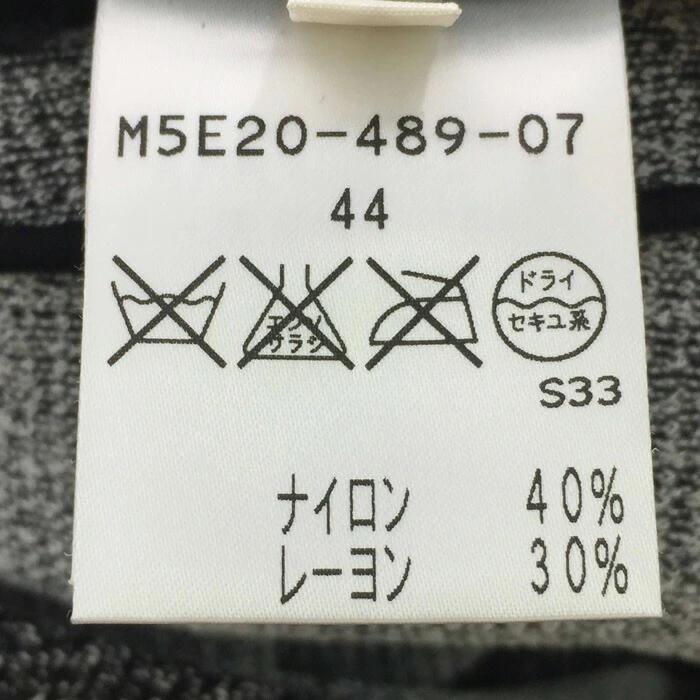 M5E20-489-07
44
エンソ
サラシ
ドライ
セキユ系
S33
ナイロン 40%
レーヨン 30%